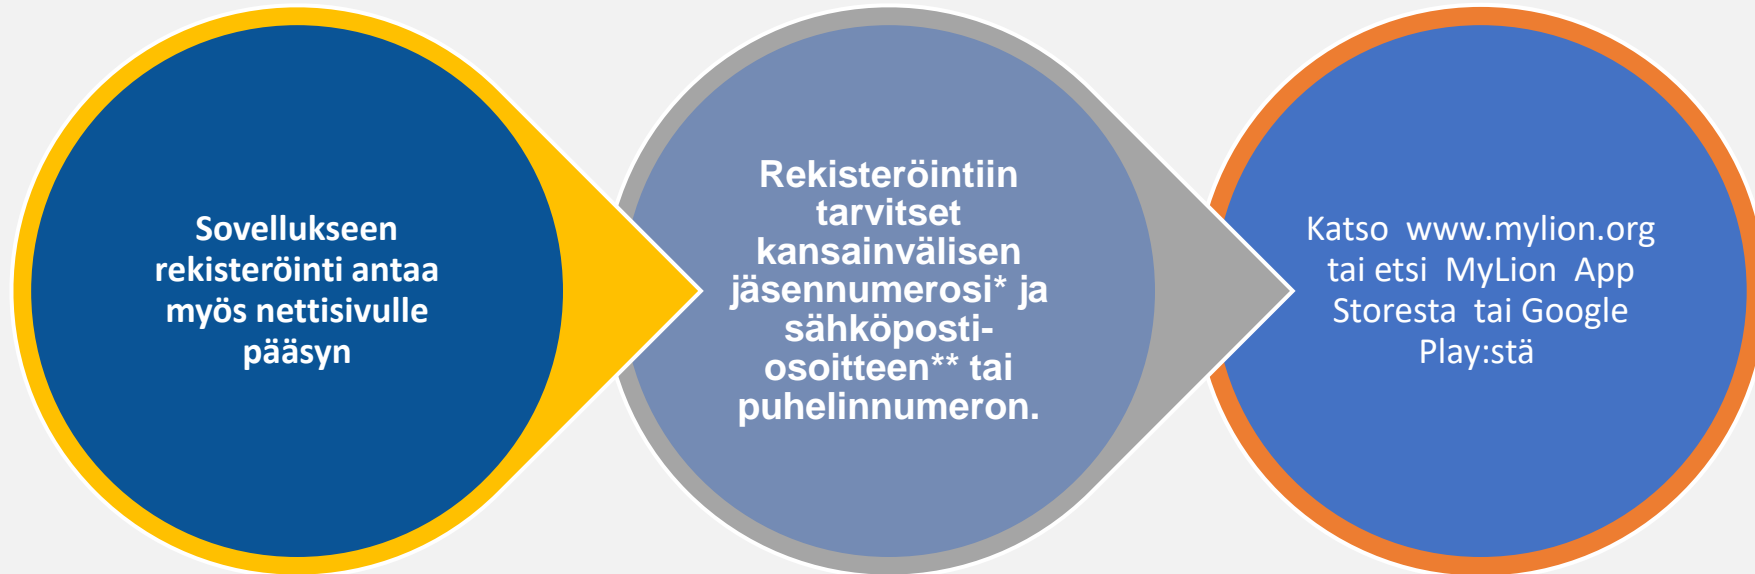 Sovellukseen
rekisteröinti antaa
myös nettisivulle
pääsyn
Rekisteröintiin
tarvitset
kansainvälisen
jäsennumerosi* ja
sähköposti-
osoitteen** tai
puhelinnumeron.
Katso www.mylion.org
tai etsi MyLion App
Storesta tai Google
Play:stä